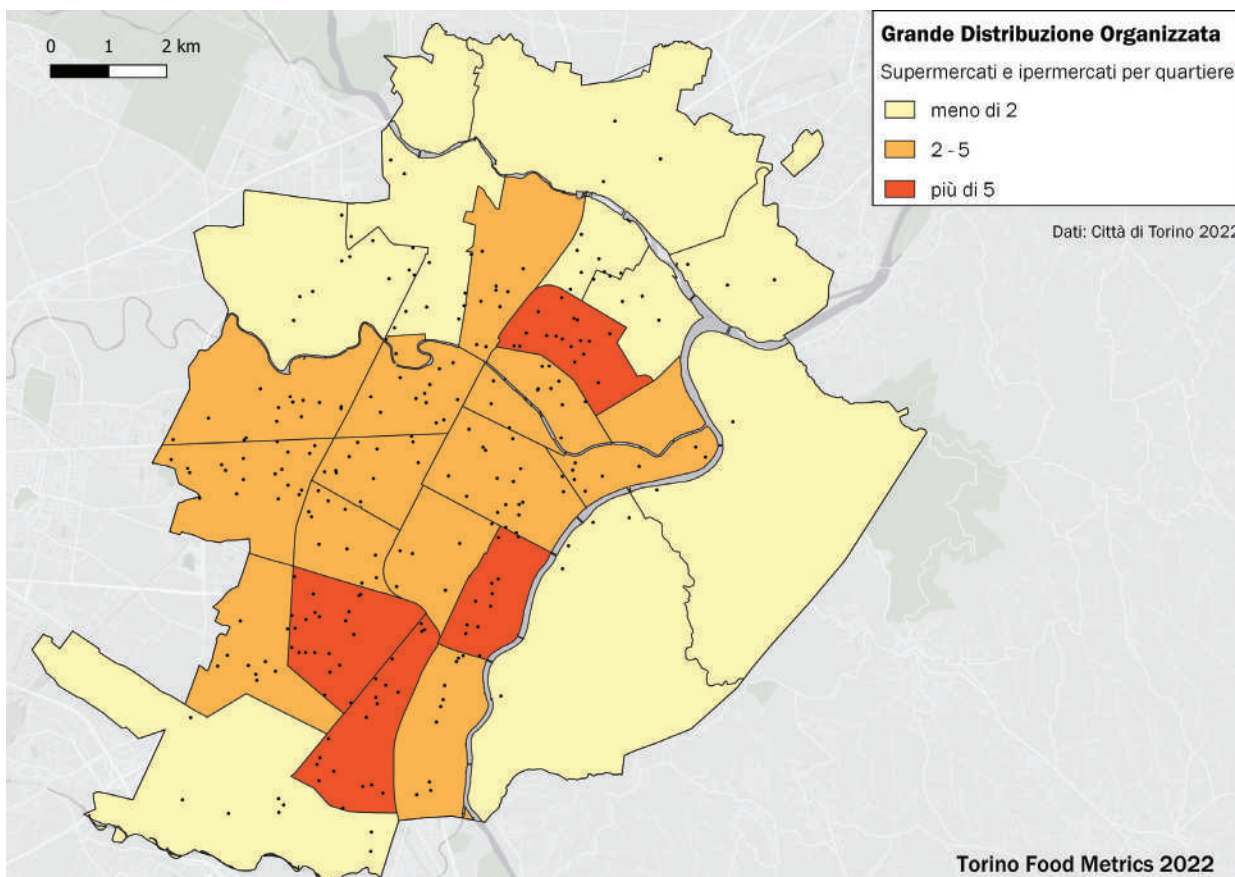 0 1 2 km
Grande Distribuzione Organizzata
Supermercati e ipermercati per quartiere
meno di 2
2 - 5
più di 5
Dati: Città di Torino 2022
Torino Food Metrics 2022